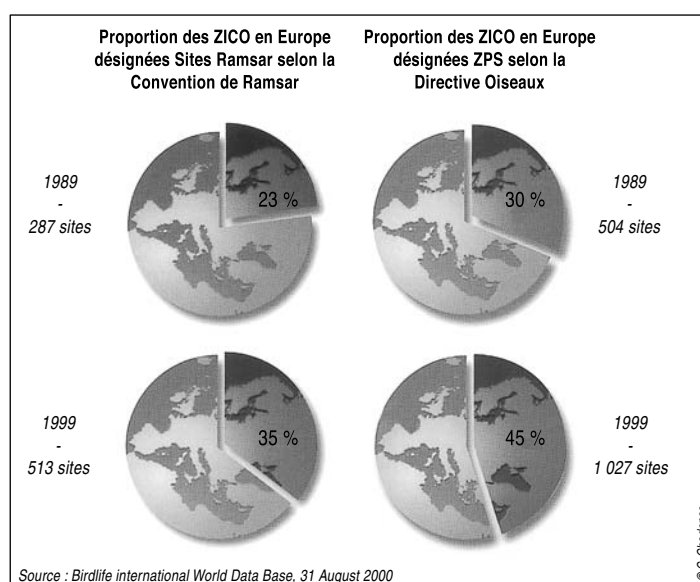 Proportion des ZICO en Europe
désignées Sites Ramsar selon la
Convention de Ramsar
Proportion des ZICO en Europe
désignées ZPS selon la
Directive Oiseaux
1989
-
287 sites
23 %
30 %
1989
-
504 sites
1999
-
513 sites
35 %
45 %
1999
-
1 027 sites
Source : Birdlife international World Data Base, 31 August 2000